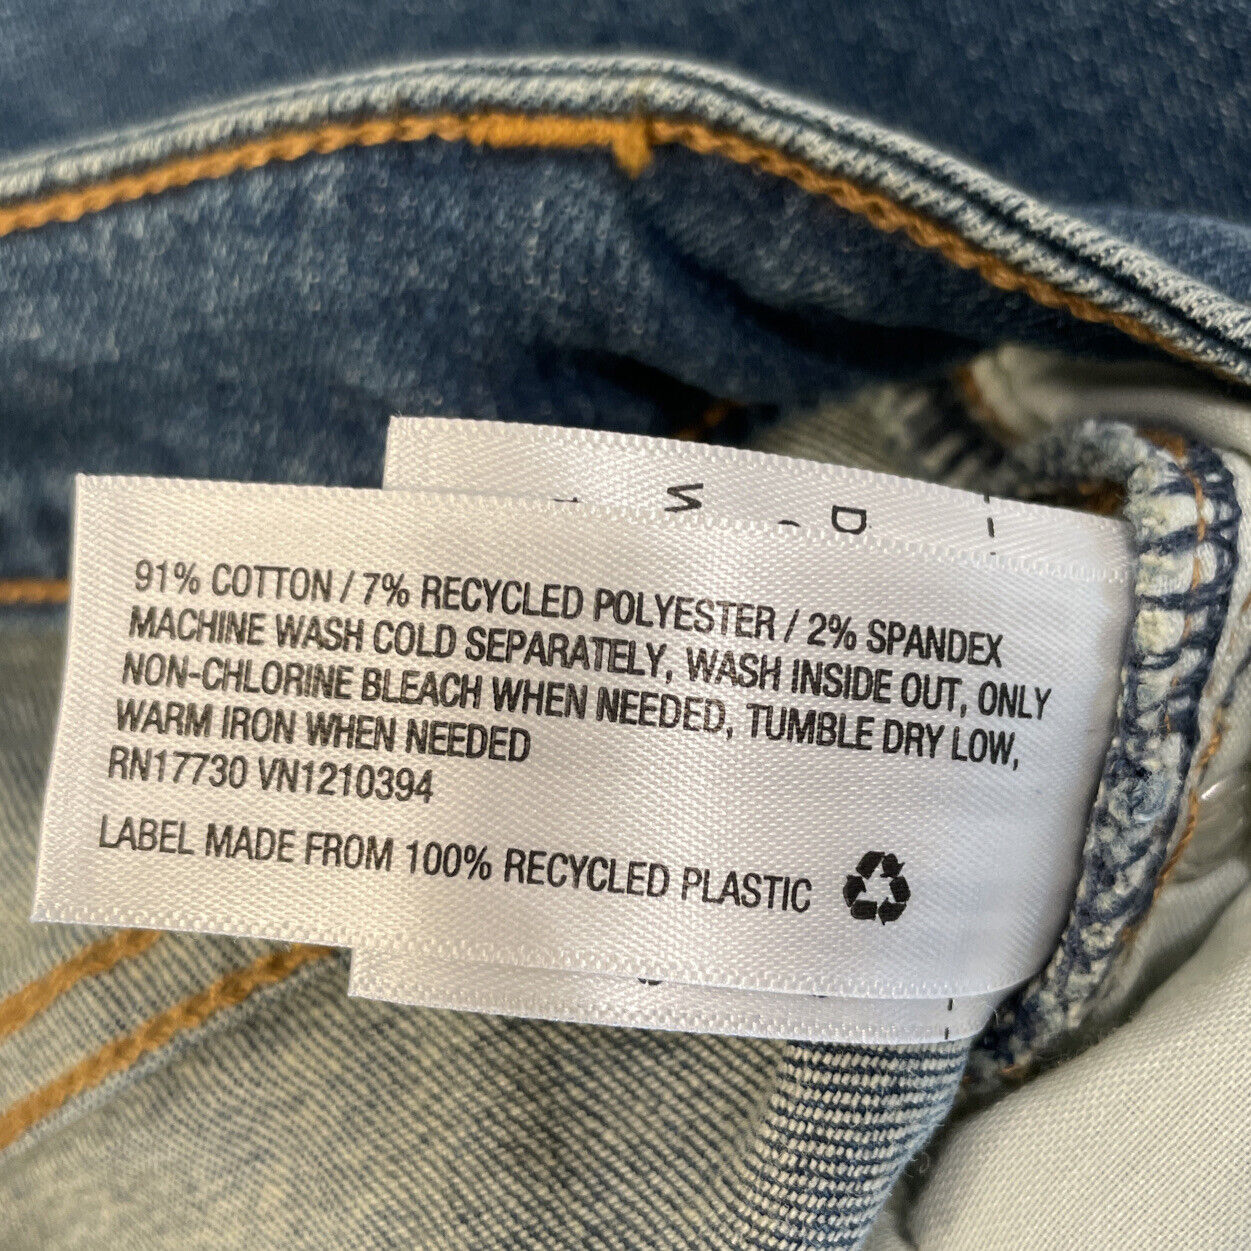 91% COTTON / 7% RECYCLED POLYESTER / 2% SPANDEX
MACHINE WASH COLD SEPARATELY, WASH INSIDE OUT, ONLY
NON-CHLORINE BLEACH WHEN NEEDED, TUMBLE DRY LOW,
WARM IRON WHEN NEEDED
RN17730 VN1210394
LABEL MADE FROM 100% RECYCLED PLASTIC